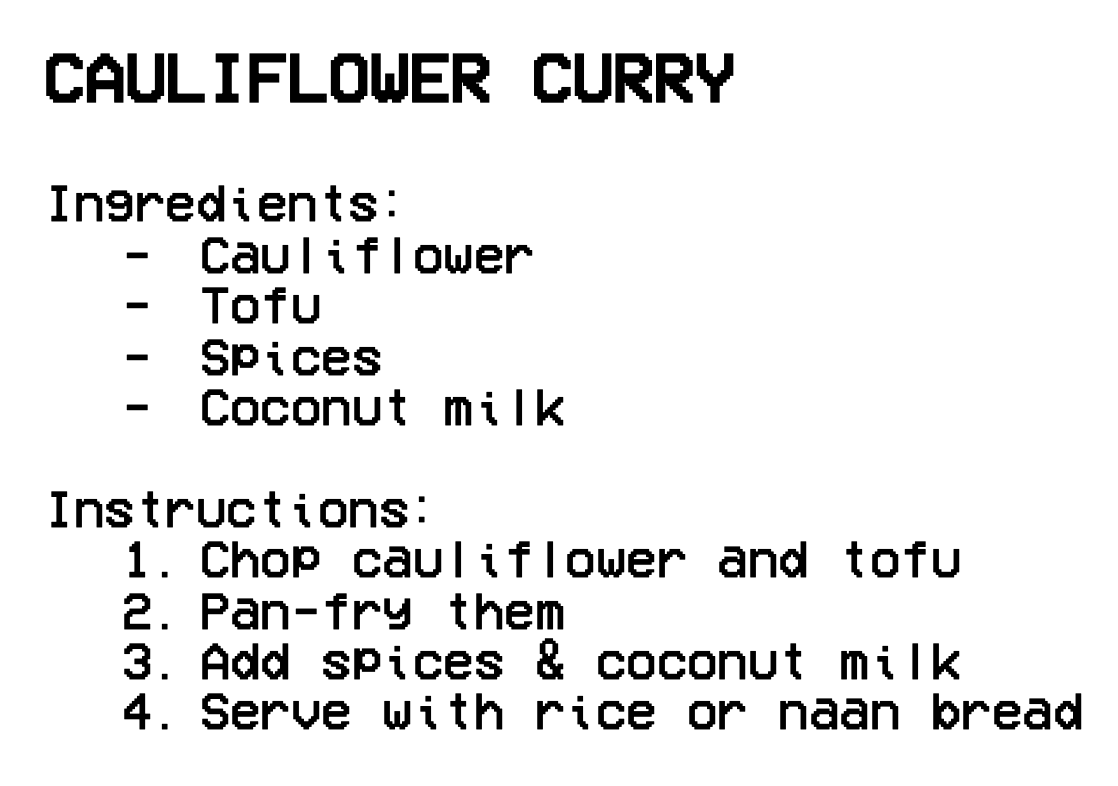 CAULIFLOWER CURRY
Ingredients:
- Cauliflower
- Tofu
- Spices
- Coconut milk
Instructions:
1. Chop cauliflower and tofu
2. Pan-fry them
3. Add spices & coconut milk
4. Serve with rice or naan bread